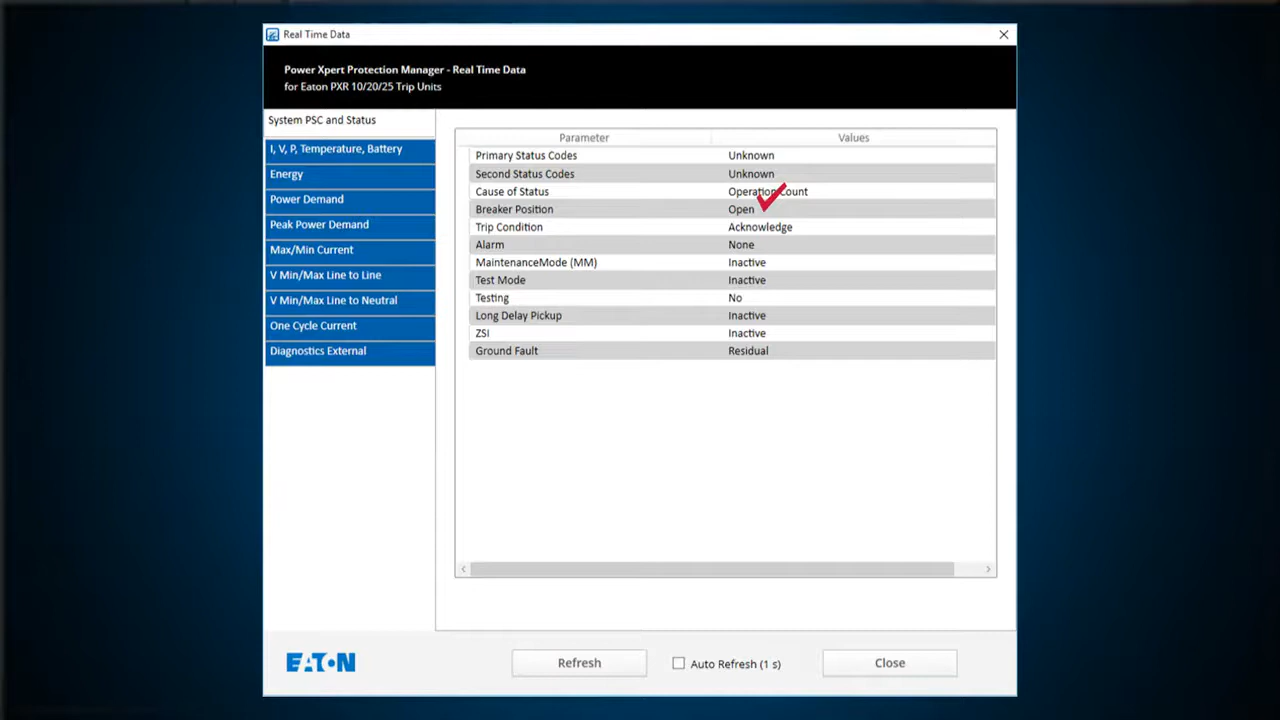 Real Time Data
Power Xpert Protection Manager - Real Time Data
for Eaton PXR 10/20/25 Trip Units
System PSC and Status
I, V, P, Temperature, Battery
Energy
Power Demand
Peak Power Demand
Max/Min Current
V Min/Max Line to Line
V Min/Max Line to Neutral
One Cycle Current
Diagnostics External
Parameter Values
Primary Status Codes Unknown
Second Status Codes Unknown
Cause of Status Operation Count
Breaker Position Open
Trip Condition Acknowledge
Alarm None
MaintenanceMode (MM) Inactive
Test Mode Inactive
Testing No
Long Delay Pickup Inactive
ZSI Inactive
Ground Fault Residual
EATON
Refresh
Auto Refresh (1 s)
Close